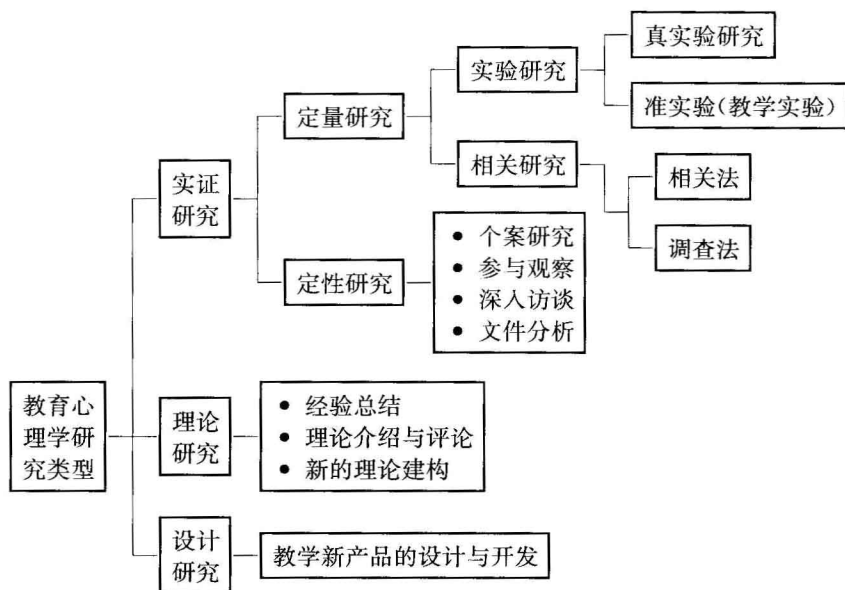 真实验研究
实验研究
准实验(教学实验)
定量研究
相关研究
相关法
调查法
实证
研究
定性研究
• 个案研究
• 参与观察
• 深入访谈
• 文件分析
教育心
理学研
究类型
理论
研究
• 经验总结
• 理论介绍与评论
• 新的理论建构
设计
研究
教学新产品的设计与开发